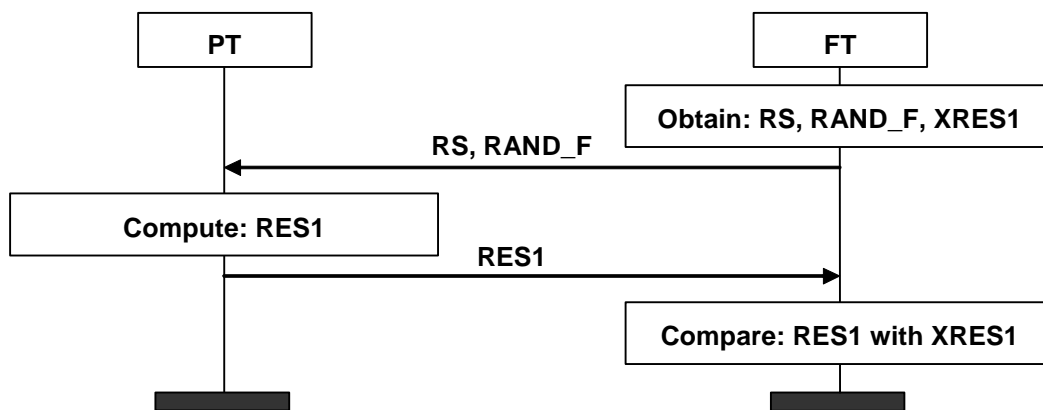 PT
FT
Obtain: RS, RAND_F, XRES1
RS, RAND_F
Compute: RES1
RES1
Compare: RES1 with XRES1